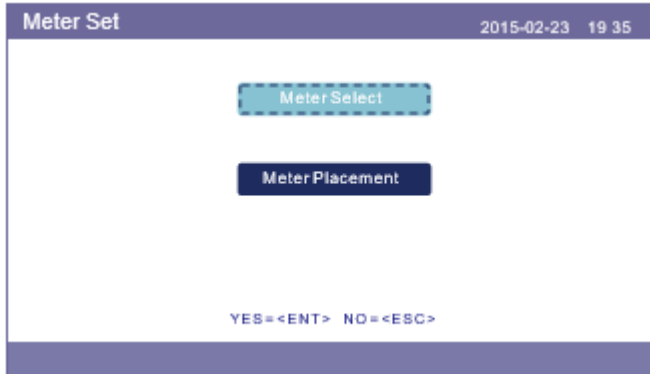 Meter Set
2015-02-23 19 35
Meter Select
Meter Placement
YES=<ENT> NO=<ESC>